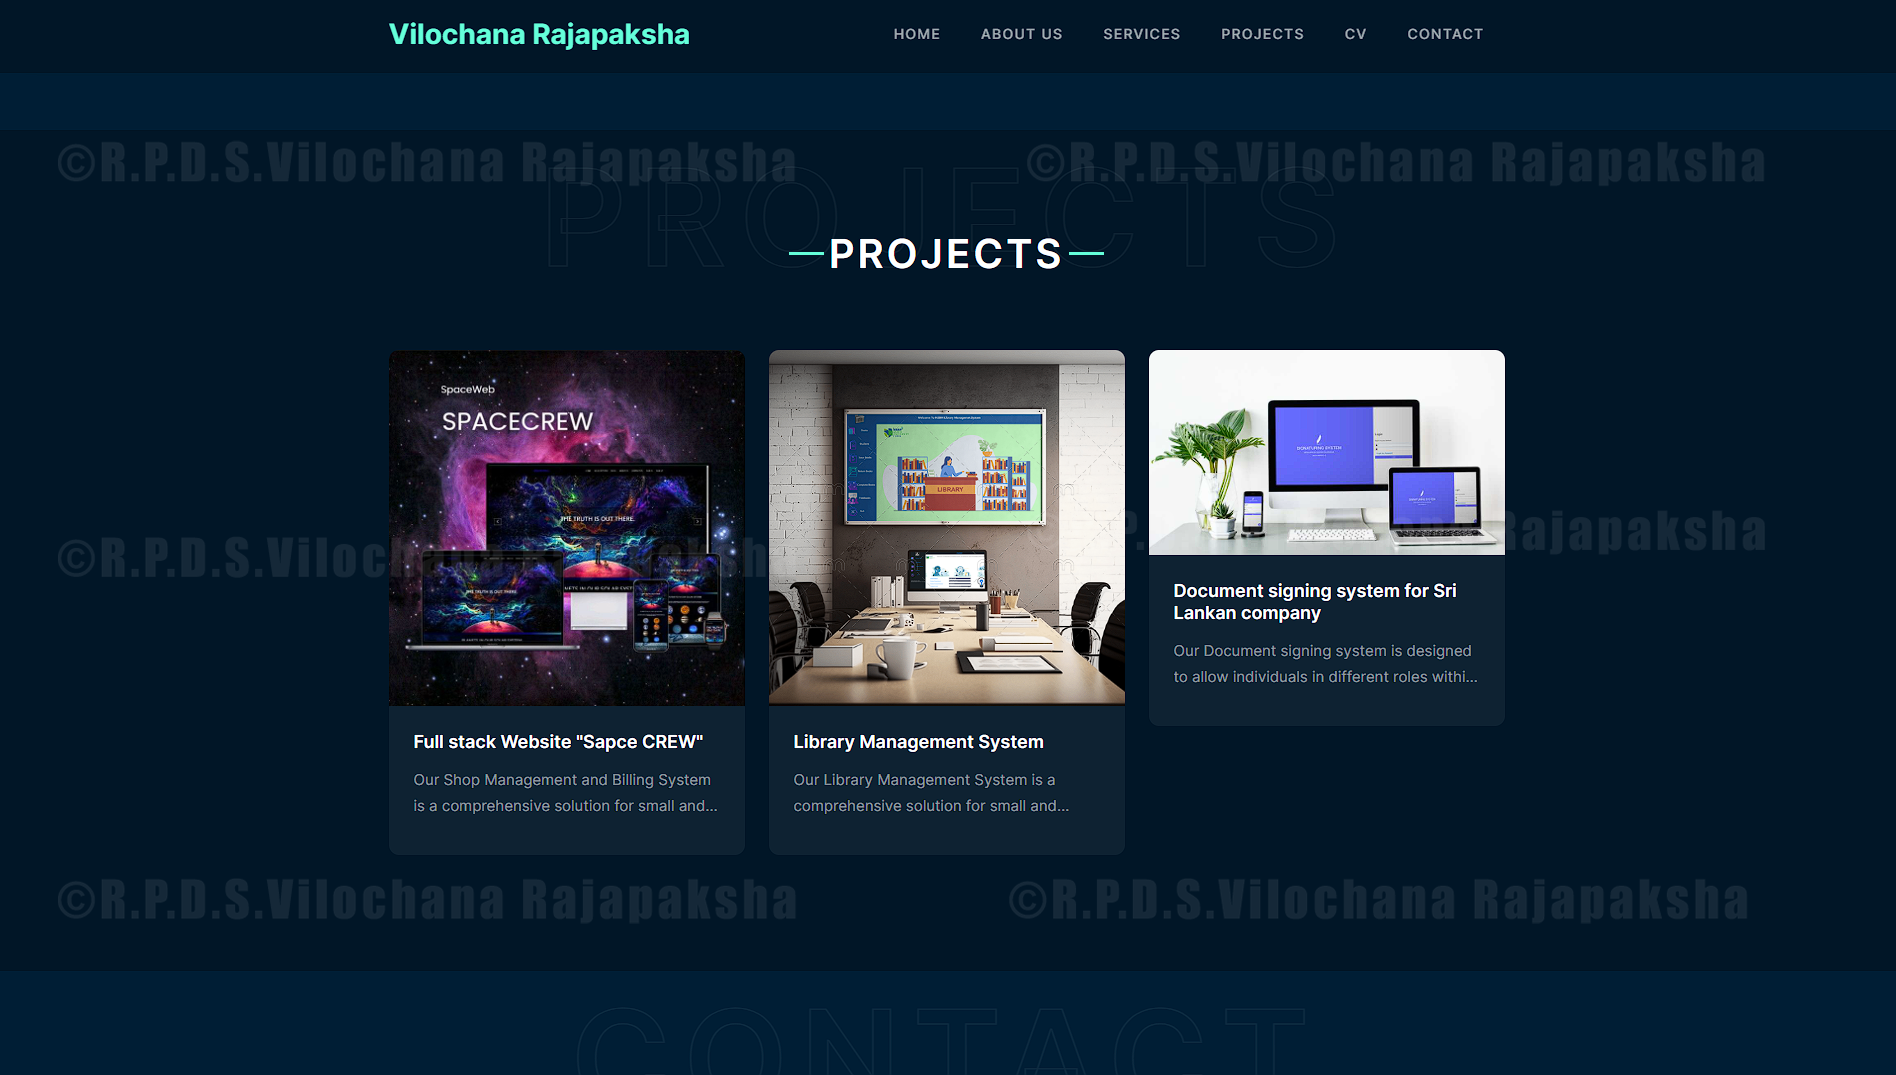 Vilochana Rajapaksha
HOME ABOUT US SERVICES PROJECTS CV CONTACT
©R.P.D.S.Vilochana Rajapaksha ©R.P.D.S.Vilochana Rajapaksha
PROJECTS
PROJECTS
SpaceWeb
SPACECREW
THE TRUTH IS OUT THERE.
LIBRARY
©R.P.D.S.Viloch
Rajapaksha
Full stack Website "Sapce CREW"
Our Shop Management and Billing System
is a comprehensive solution for small and...
Library Management System
Our Library Management System is a
comprehensive solution for small and...
Document signing system for Sri
Lankan company
Our Document signing system is designed
to allow individuals in different roles withi...
©R.P.D.S.Vilochana Rajapaksha ©R.P.D.S.Vilochana Rajapaksha
CONTACT